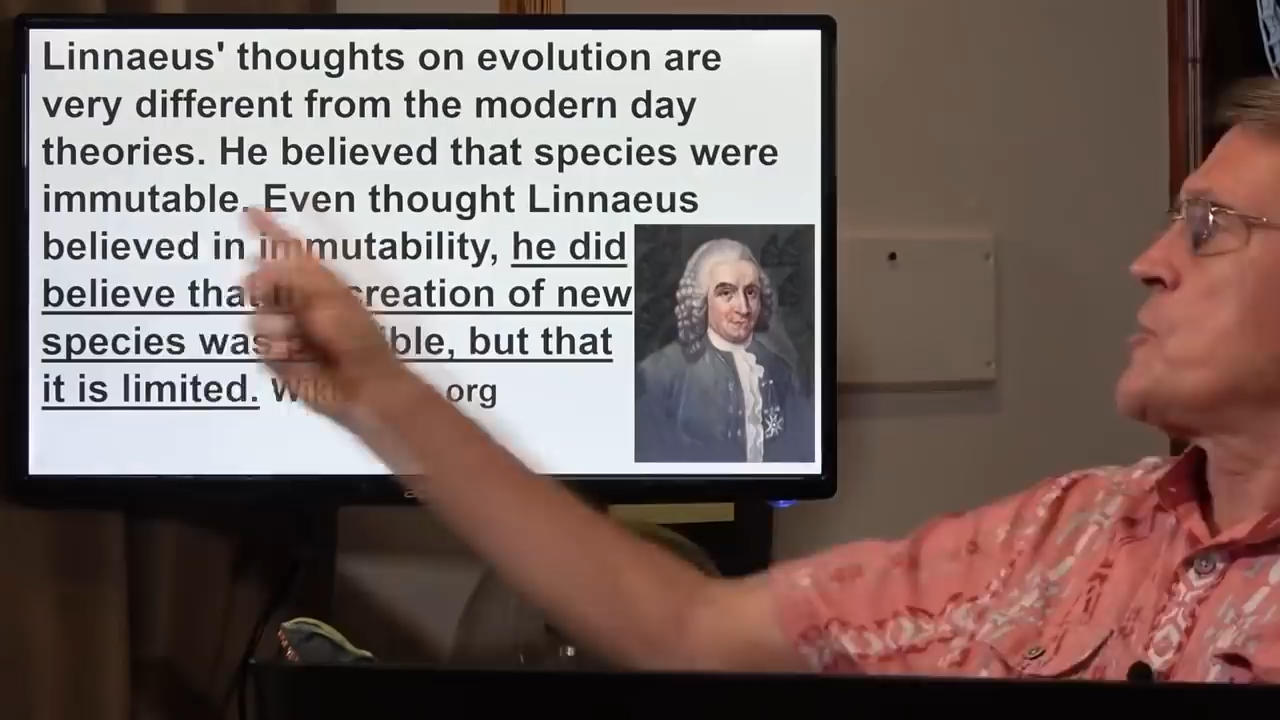 Linnaeus' thoughts on evolution are
very different from the modern day
theories. He believed that species were
immutable. Even thought Linnaeus
believed in immutability, he did
believe that creation of new
species was but that
it is limited. org